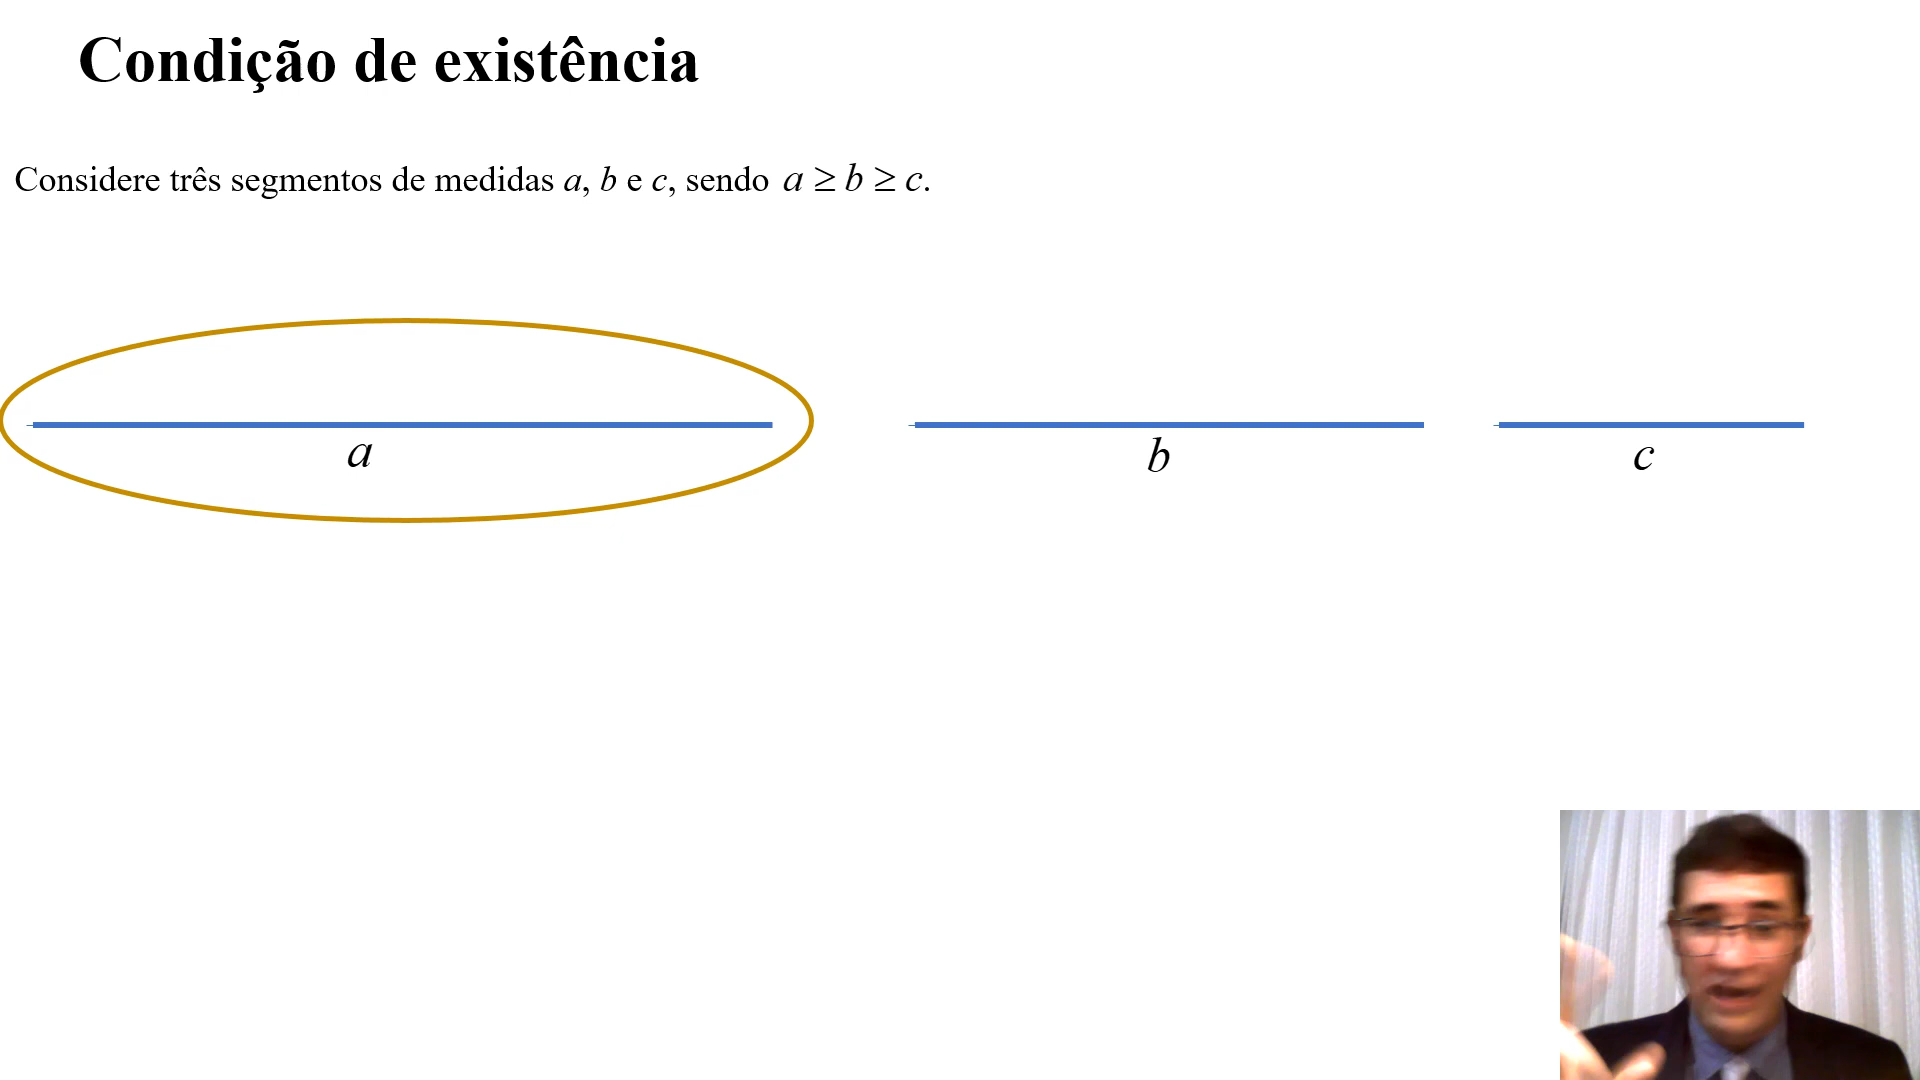 Condição de existência
Considere três segmentos de medidas a, b e c, sendo a ≥ b ≥ c.
a
b
c